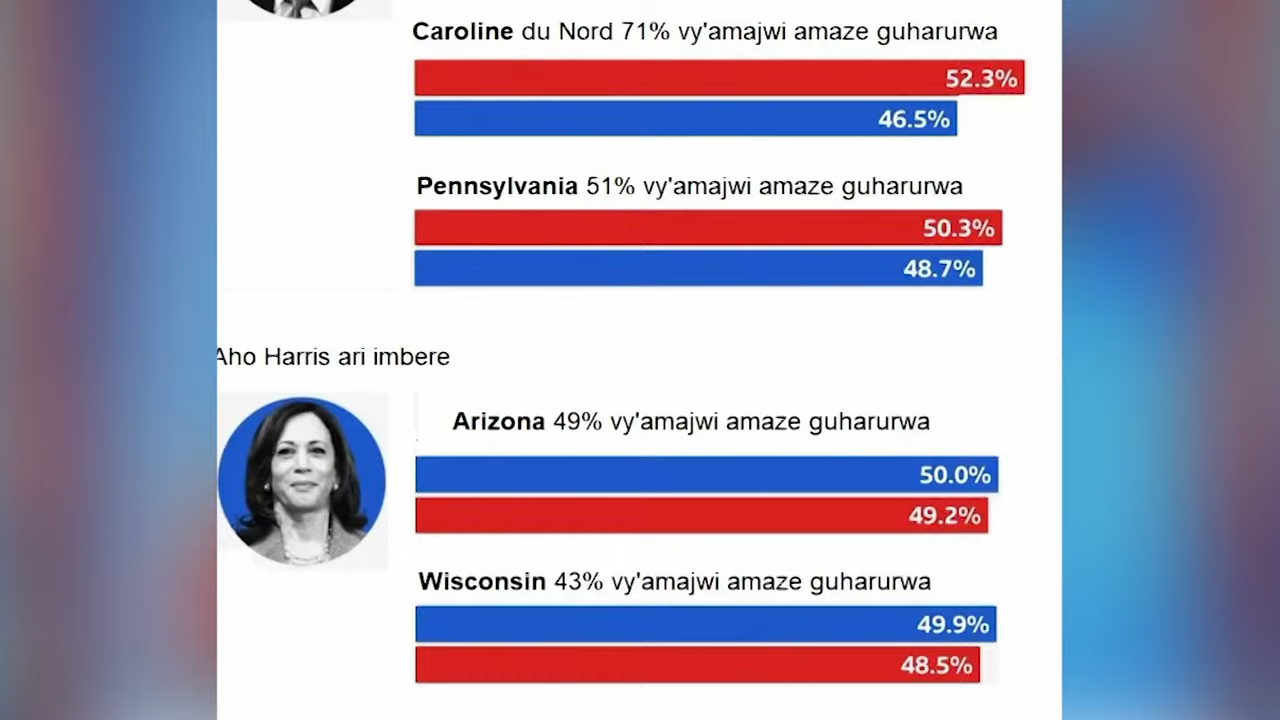 Caroline du Nord 71% vy'amajwi amaze guharurwa
52.3%
46.5%
Pennsylvania 51% vy'amajwi amaze guharurwa
50.3%
48.7%
Aho Harris ari imbere
Arizona 49% vy'amajwi amaze guharurwa
50.0%
49.2%
Wisconsin 43% vy'amajwi amaze guharurwa
49.9%
48.5%